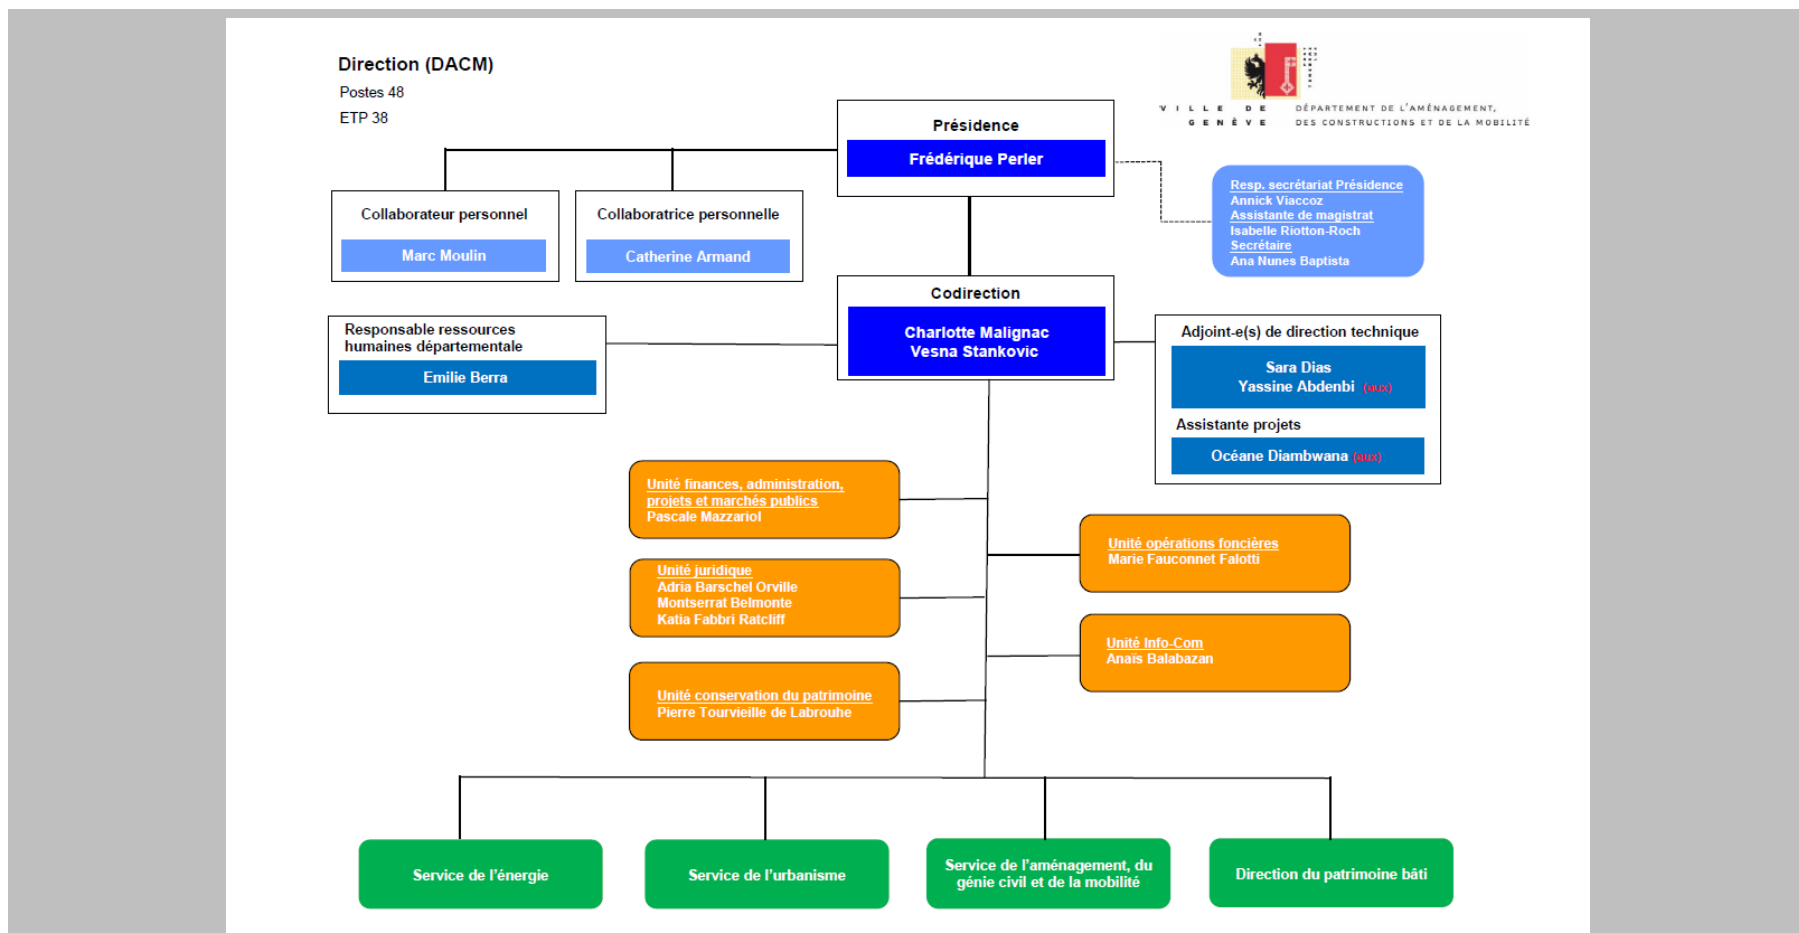 Direction (DACM)
Postes 48
ETP 38
VILLE DE
GENÈVE
DÉPARTEMENT DE L'AMÉNAGEMENT,
DES CONSTRUCTIONS ET DE LA MOBILITÉ
Présidence
Frédérique Perler
Resp. secrétariat Présidence
Annick Viaccoz
Assistante de magistrat
Isabelle Riotton-Roch
Secrétaire
Ana Nunes Baptista
Collaborateur personnel
Marc Moulin
Collaboratrice personnelle
Catherine Armand
Codirection
Charlotte Malignac
Vesna Stankovic
Responsable ressources
humaines départementale
Emilie Berra
Adjoint-e(s) de direction technique
Sara Dias
Yassine Abdenbi (aux)
Assistante projets
Océane Diambwana (aux)
Unité finances, administration,
projets et marchés publics
Pascale Mazzariol
Unité opérations foncières
Marie Fauconnet Falotti
Unité juridique
Adria Barschel Orville
Montserrat Belmonte
Katia Fabbri Ratcliff
Unité Info-Com
Anaïs Balabazan
Unité conservation du patrimoine
Pierre Tourvieille de Labrouhe
Service de l'énergie
Service de l'urbanisme
Service de l'aménagement, du
génie civil et de la mobilité
Direction du patrimoine bâti